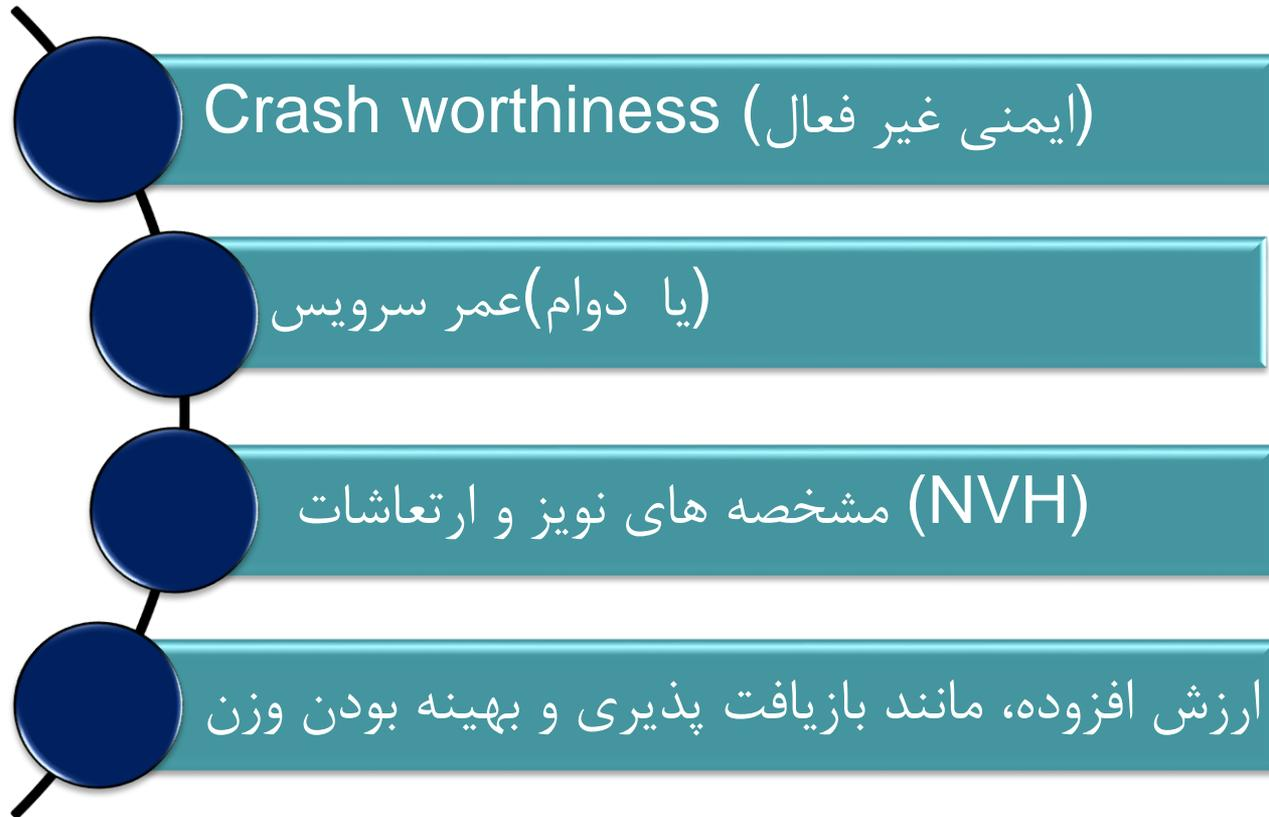 Crash worthiness (ایمنی غیر فعال)
عمر سرویس(یا دوام)
مشخصه های نویز و ارتعاشات (NVH)
ارزش افزوده، مانند بازیافت پذیری و بهینه بودن وزن